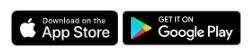 Download on the
App Store
GET IT ON
Google Play